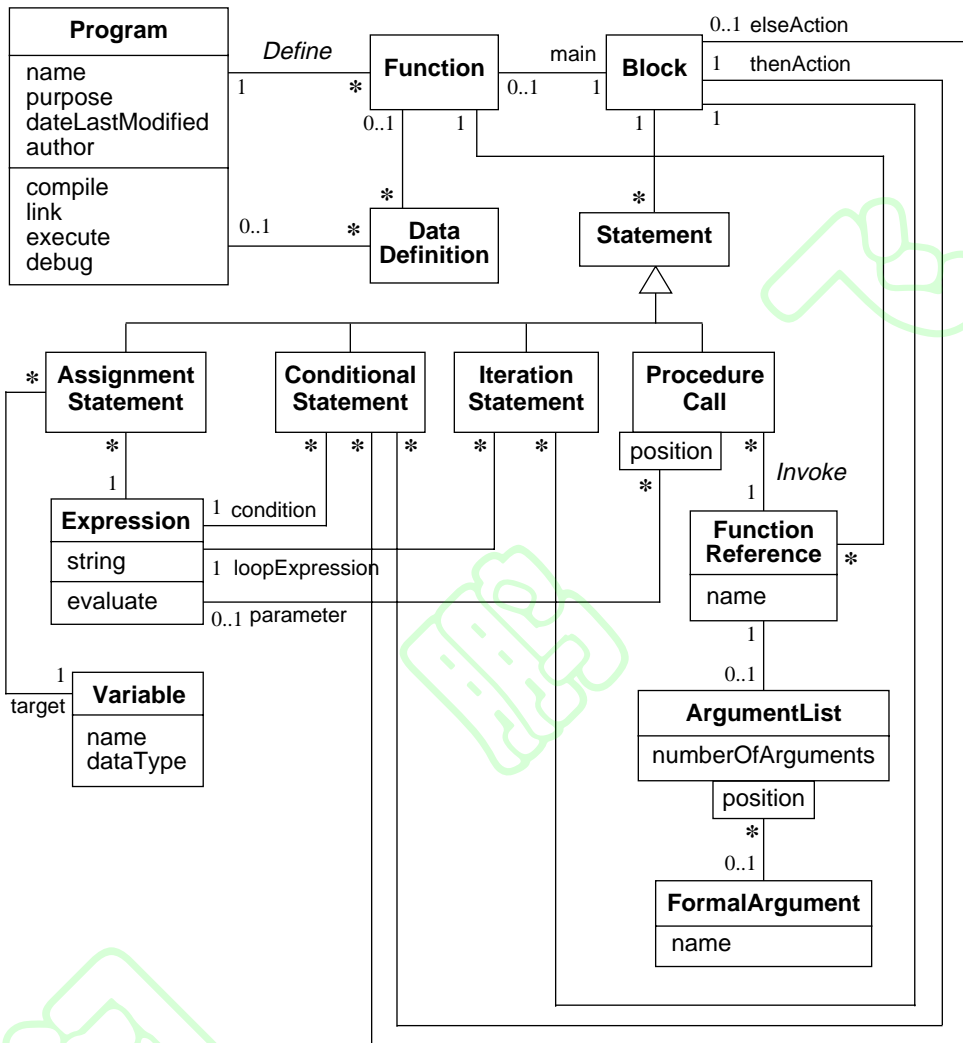 Program
name
purpose
dateLastModified
author
compile
link
execute
debug
Define
1
*
Function
0..1
main
1
Block
0..1 elseAction
1 thenAction
1
0..1
1
1
*
*
0..1
*
Data
Definition
Statement
*
Assignment
Statement
Conditional
Statement
Iteration
Statement
Procedure
Call
*
*
*
*
*
*
position
*
*
Invoke
1
1
Expression
string
evaluate
1 condition
1 loopExpression
0..1 parameter
Function
Reference
name
*
1
0..1
1
target
Variable
name
dataType
ArgumentList
numberOfArguments
position
*
0..1
FormalArgument
name